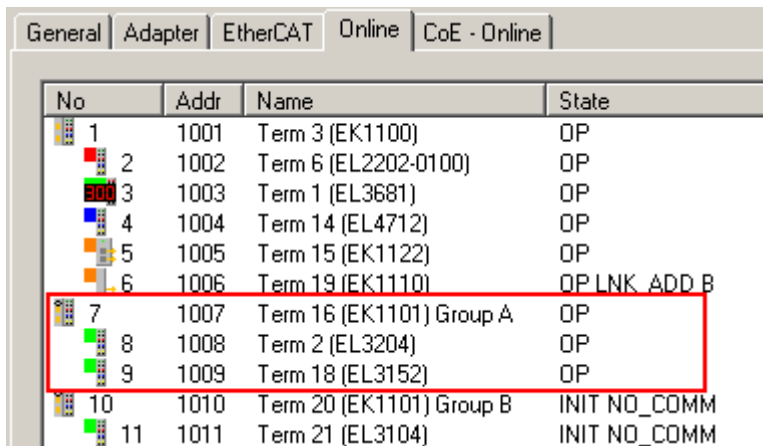 General Adapter EtherCAT Online CoE - Online
No Addr Name State
1 1001 Term 3 (EK1100) OP
2 1002 Term 6 (EL2202-0100) OP
300 3 1003 Term 1 (EL3681) OP
4 1004 Term 14 (EL4712) OP
5 1005 Term 15 (EK1122) OP
6 1006 Term 19 (EK1110) OP LNK_ADD B
7 1007 Term 16 (EK1101) Group A OP
8 1008 Term 2 (EL3204) OP
9 1009 Term 18 (EL3152) OP
10 1010 Term 20 (EK1101) Group B INIT NO_COMM
11 1011 Term 21 (EL3104) INIT NO_COMM